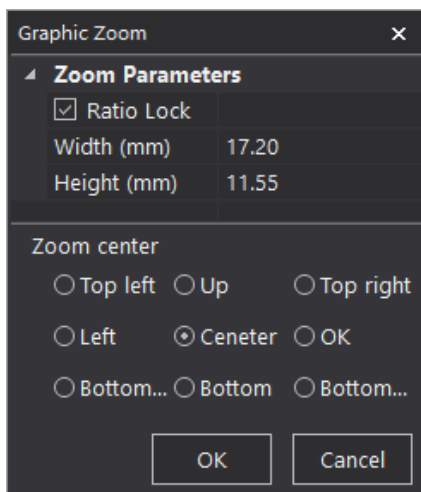 Graphic Zoom
Zoom Parameters
Ratio Lock
Width (mm) 17.20
Height (mm) 11.55
Zoom center
Top left Up Top right
Left Ceneter OK
Bottom... Bottom Bottom...
OK Cancel